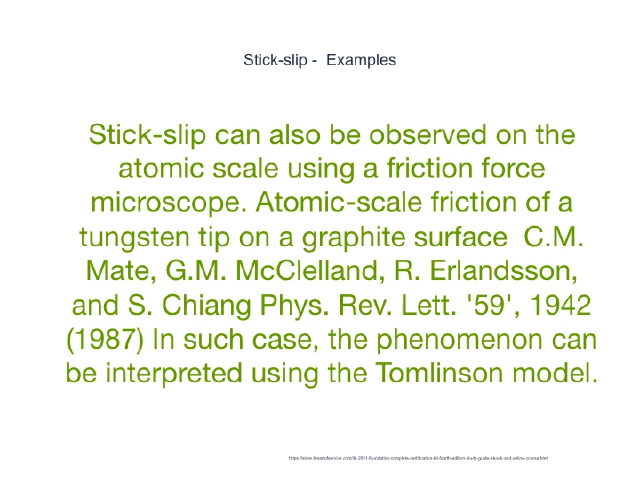 Stick-slip -  Examples
Stick-slip can also be observed on the
atomic scale using a friction force
microscope. Atomic-scale friction of a
tungsten tip on a graphite surface  C.M.
Mate, G.M. McClelland, R. Erlandsson,
and S. Chiang Phys. Rev. Lett. '59', 1942
(1987) In such case, the phenomenon can
be interpreted using the Tomlinson model.